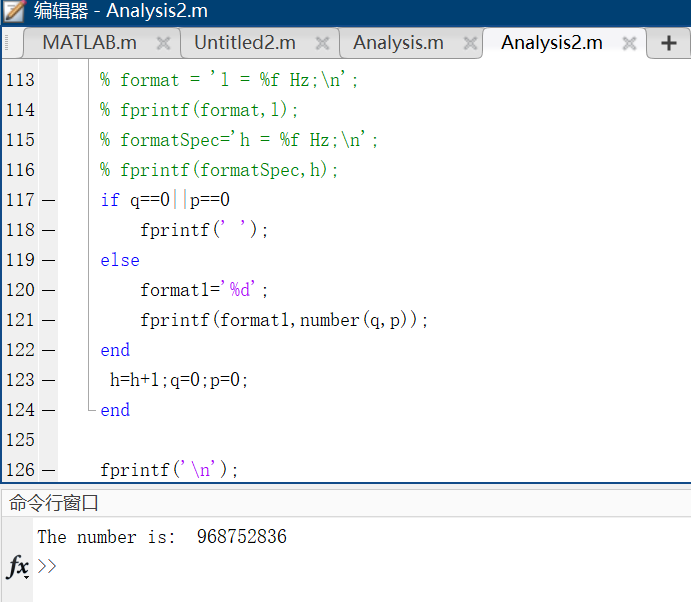 编辑器 - Analysis2.m
MATLAB.m Untitled2.m Analysis.m Analysis2.m
113 % format = 'l = %f Hz;\n';
114 % fprintf(format,l);
115 % formatSpec='h = %f Hz;\n';
116 % fprintf(formatSpec,h);
117 — if q==0||p==0
118 — fprintf(' ');
119 — else
120 — format1='%d';
121 — fprintf(format1,number(q,p));
122 — end
123 — h=h+1;q=0;p=0;
124 — end
125
126 — fprintf('\n');
命令行窗口
The number is:  968752836
fx >>